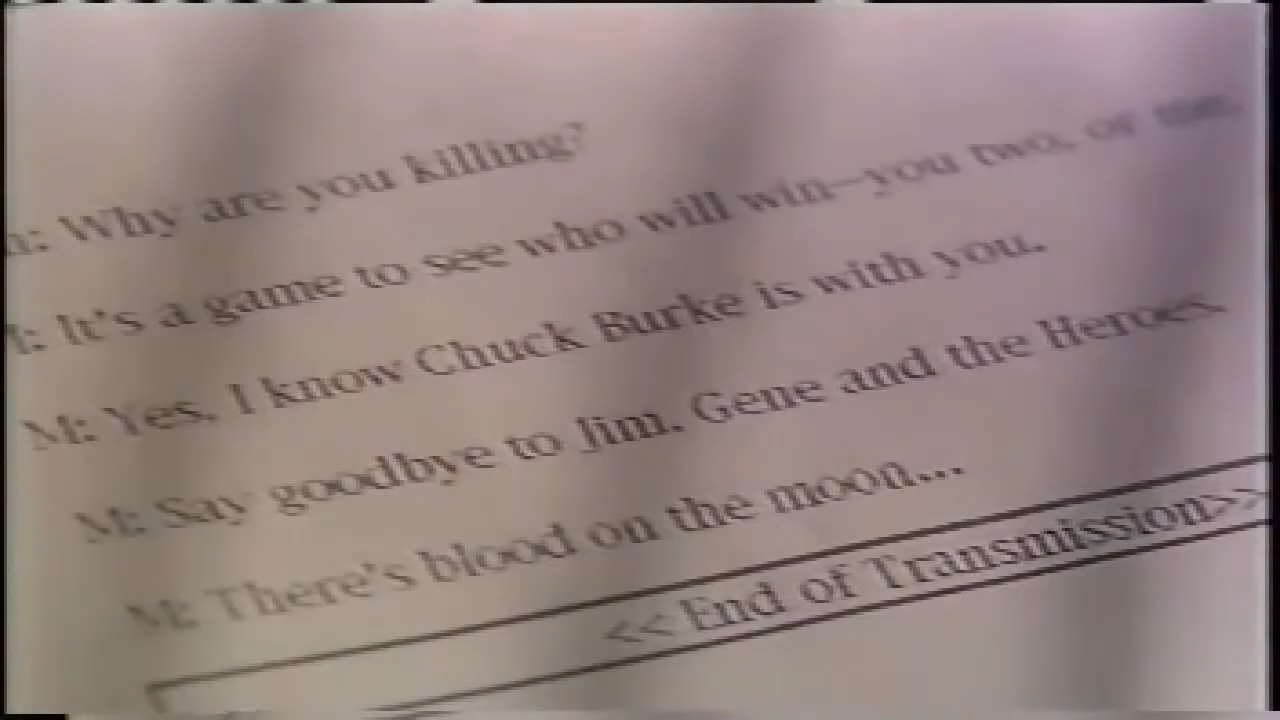 : Why are you killing?
: It's a game to see who will win--you two, or me.
M: Yes, I know Chuck Burke is with you.
M: Say goodbye to Jim, Gene and the Heroes.
M: There's blood on the moon...
<< End of Transmission>>